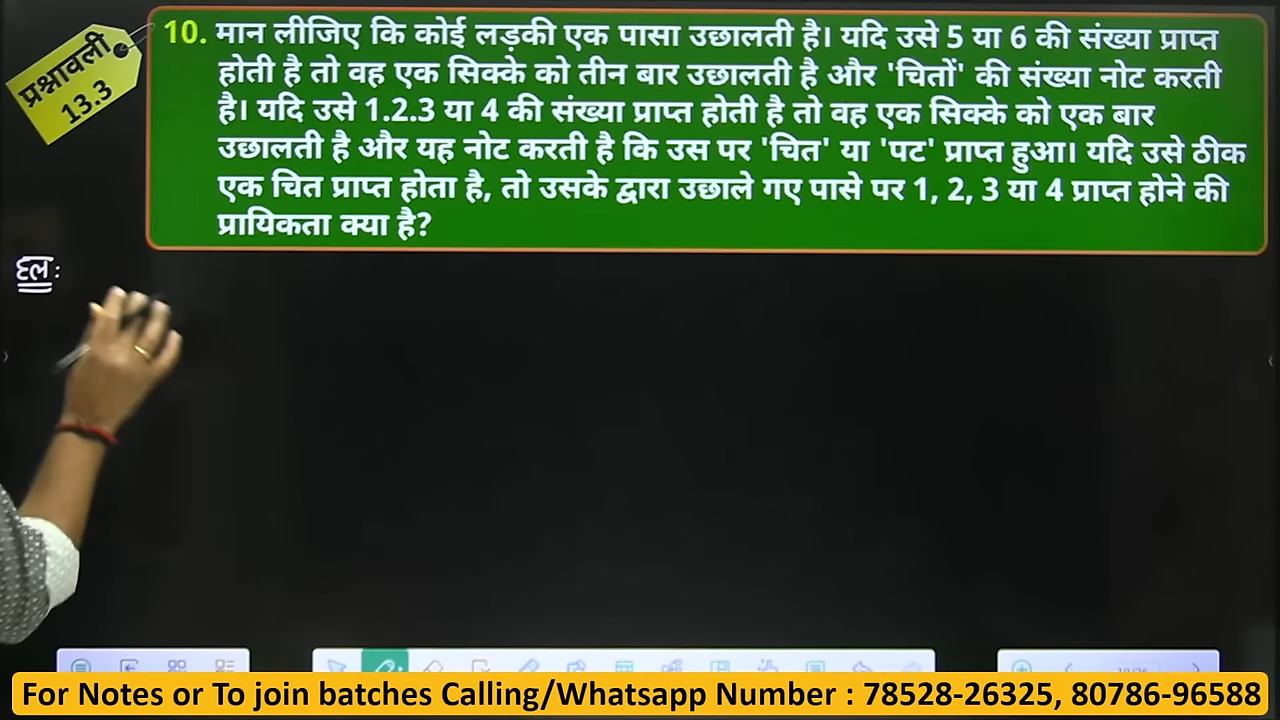 प्रश्नावली
13.3
10. मान लीजिए कि कोई लड़की एक पासा उछालती है। यदि उसे 5 या 6 की संख्या प्राप्त
होती है तो वह एक सिक्के को तीन बार उछालती है और 'चितों' की संख्या नोट करती
है। यदि उसे 1.2.3 या 4 की संख्या प्राप्त होती है तो वह एक सिक्के को एक बार
उछालती है और यह नोट करती है कि उस पर 'चित' या 'पट' प्राप्त हुआ। यदि उसे ठीक
एक चित प्राप्त होता है, तो उसके द्वारा उछाले गए पासे पर 1, 2, 3 या 4 प्राप्त होने की
प्रायिकता क्या है?
हल:
For Notes or To join batches Calling/Whatsapp Number : 78528-26325, 80786-96588